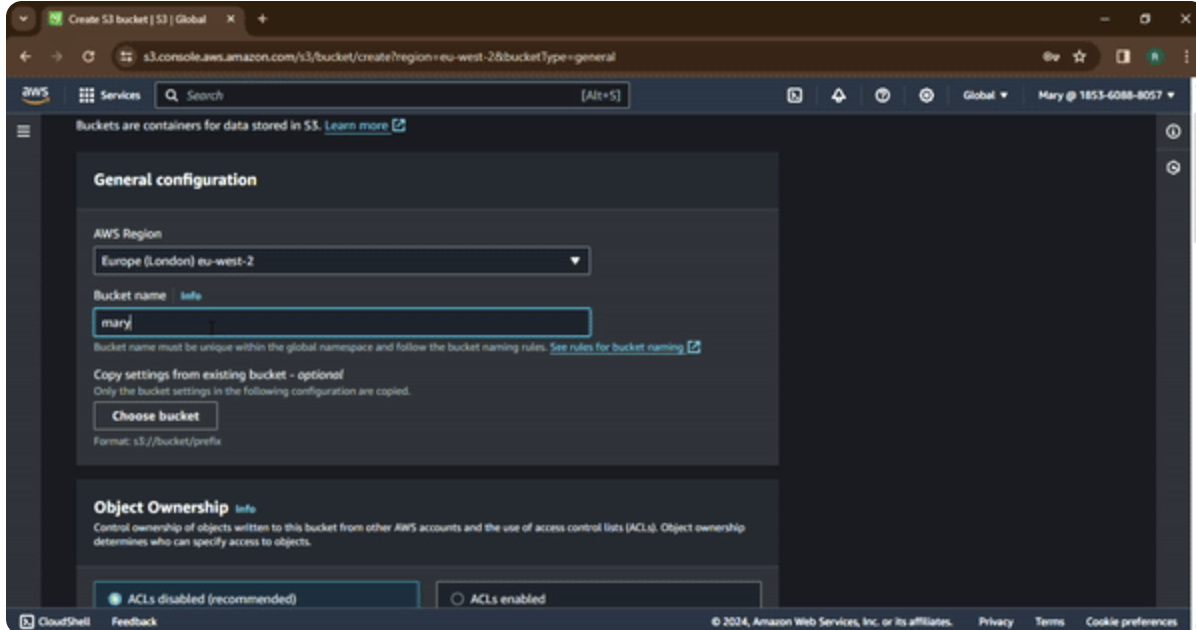 Create S3 bucket | S3 | Global
s3.console.aws.amazon.com/s3/bucket/create?region=eu-west-2&bucketType=general
aws Services Search [Alt+S] Global Mary @ 1853-6088-8057
Buckets are containers for data stored in S3. Learn more
General configuration
AWS Region
Europe (London) eu-west-2
Bucket name Info
mary
Bucket name must be unique within the global namespace and follow the bucket naming rules. See rules for bucket naming
Copy settings from existing bucket - optional
Only the bucket settings in the following configuration are copied.
Choose bucket
Format: s3://bucket/prefix
Object Ownership Info
Control ownership of objects written to this bucket from other AWS accounts and the use of access control lists (ACLs). Object ownership
determines who can specify access to objects.
ACLs disabled (recommended) ACLs enabled
CloudShell Feedback © 2024, Amazon Web Services, Inc. or its affiliates. Privacy Terms Cookie preferences